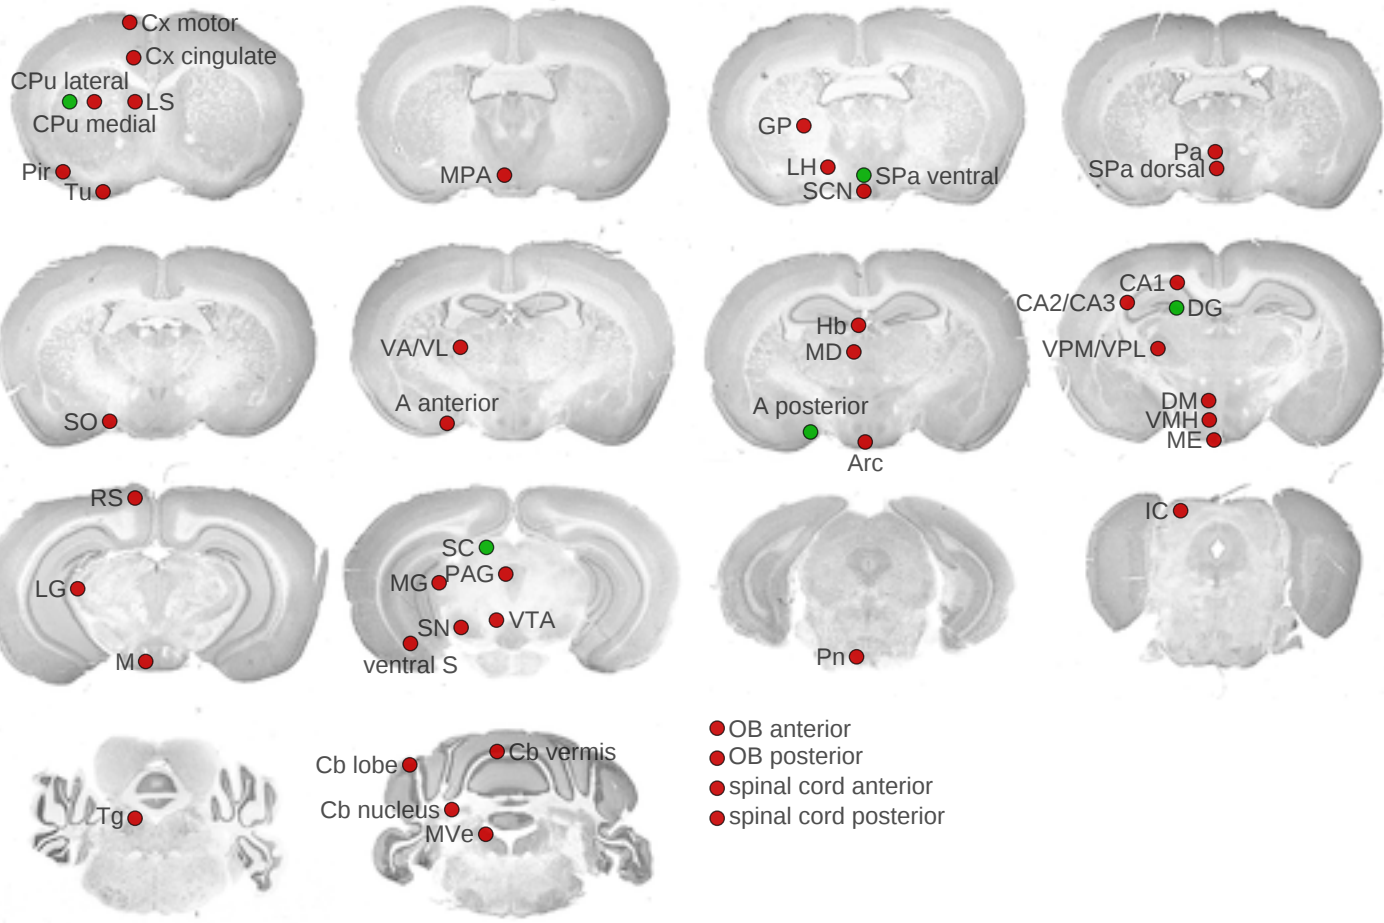 Cx motor
Cx cingulate
CPu lateral
LS
CPu medial
Pir
Tu
MPA
GP
LH
SPa ventral
SCN
Pa
SPa dorsal
SO
VA/VL
A anterior
Hb
MD
A posterior
Arc
CA1
CA2/CA3
DG
VPM/VPL
DM
VMH
ME
RS
LG
M
SC
MG
PAG
SN
VTA
ventral S
Pn
IC
Tg
Cb vermis
Cb lobe
Cb nucleus
MVe
OB anterior
OB posterior
spinal cord anterior
spinal cord posterior